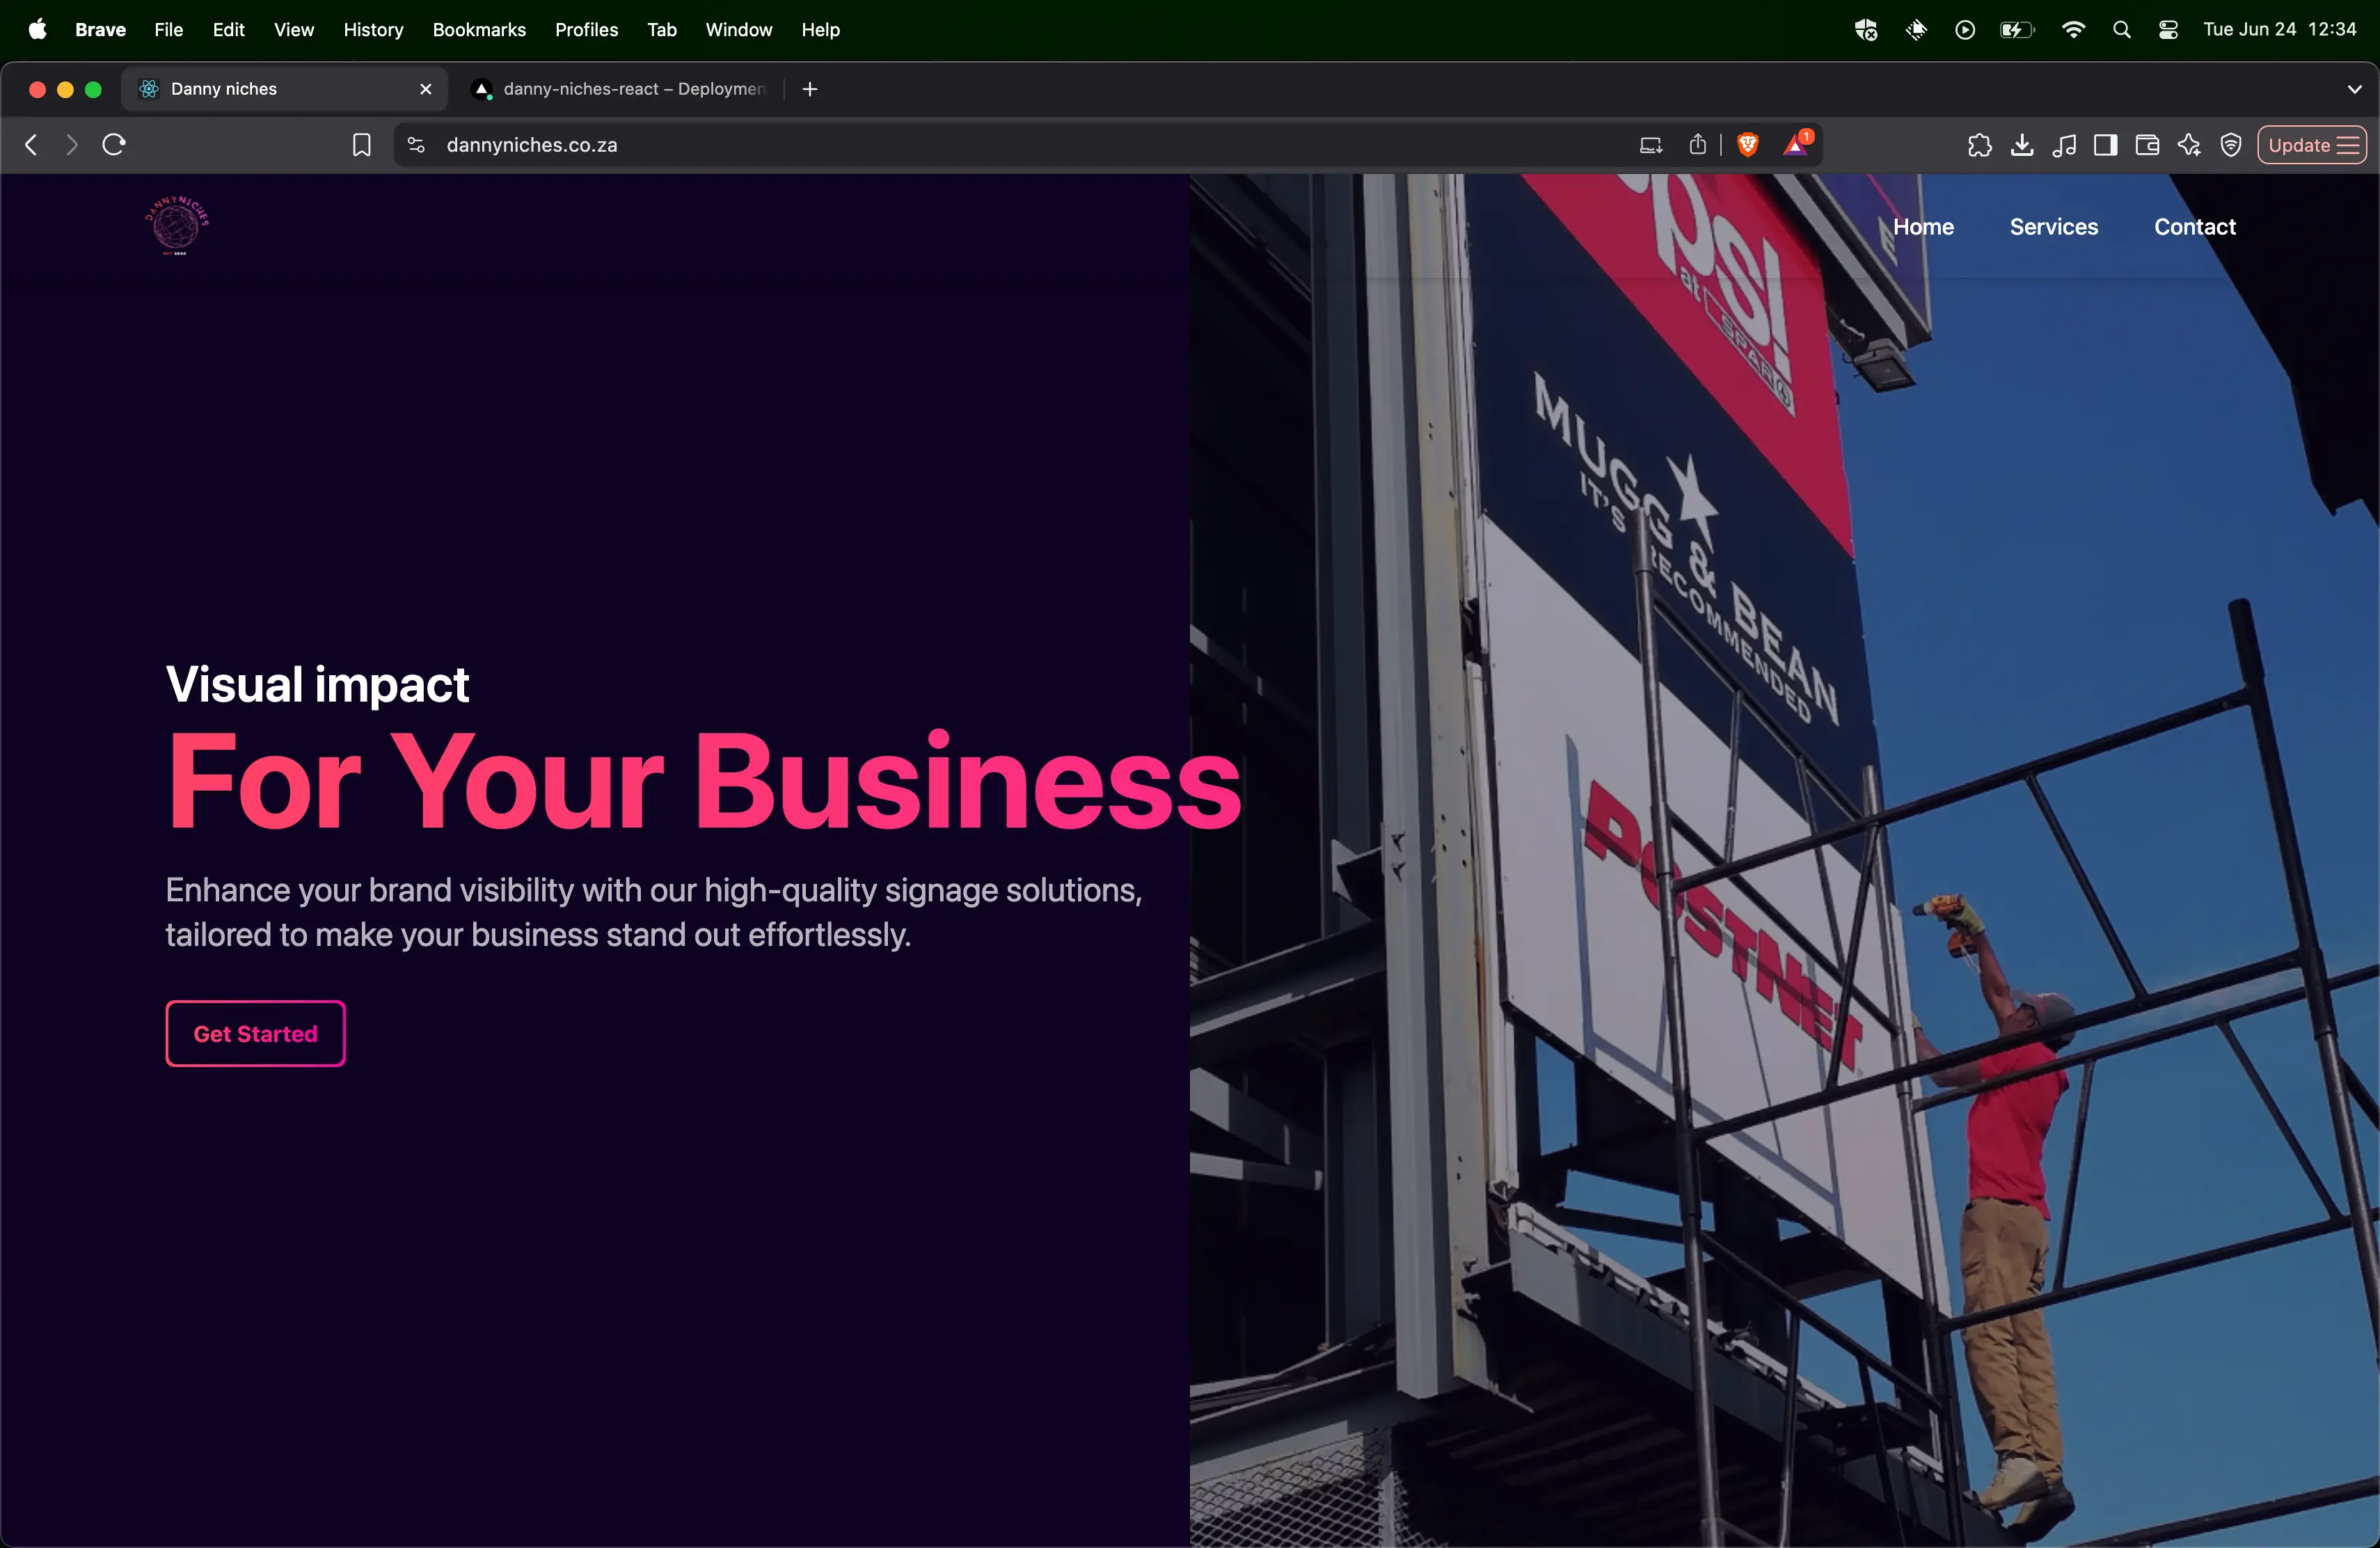 Brave File Edit View History Bookmarks Profiles Tab Window Help Tue Jun 24 12:34
Danny niches danny-niches-react – Deploymen
dannyniches.co.za 1 Update
DANNYNICHES
Home Services Contact
Visual impact
For Your Business
Enhance your brand visibility with our high-quality signage solutions,
tailored to make your business stand out effortlessly.
Get Started
at
SPAR
MUGG & BEAN
IT'S RECOMMENDED
POSTNET